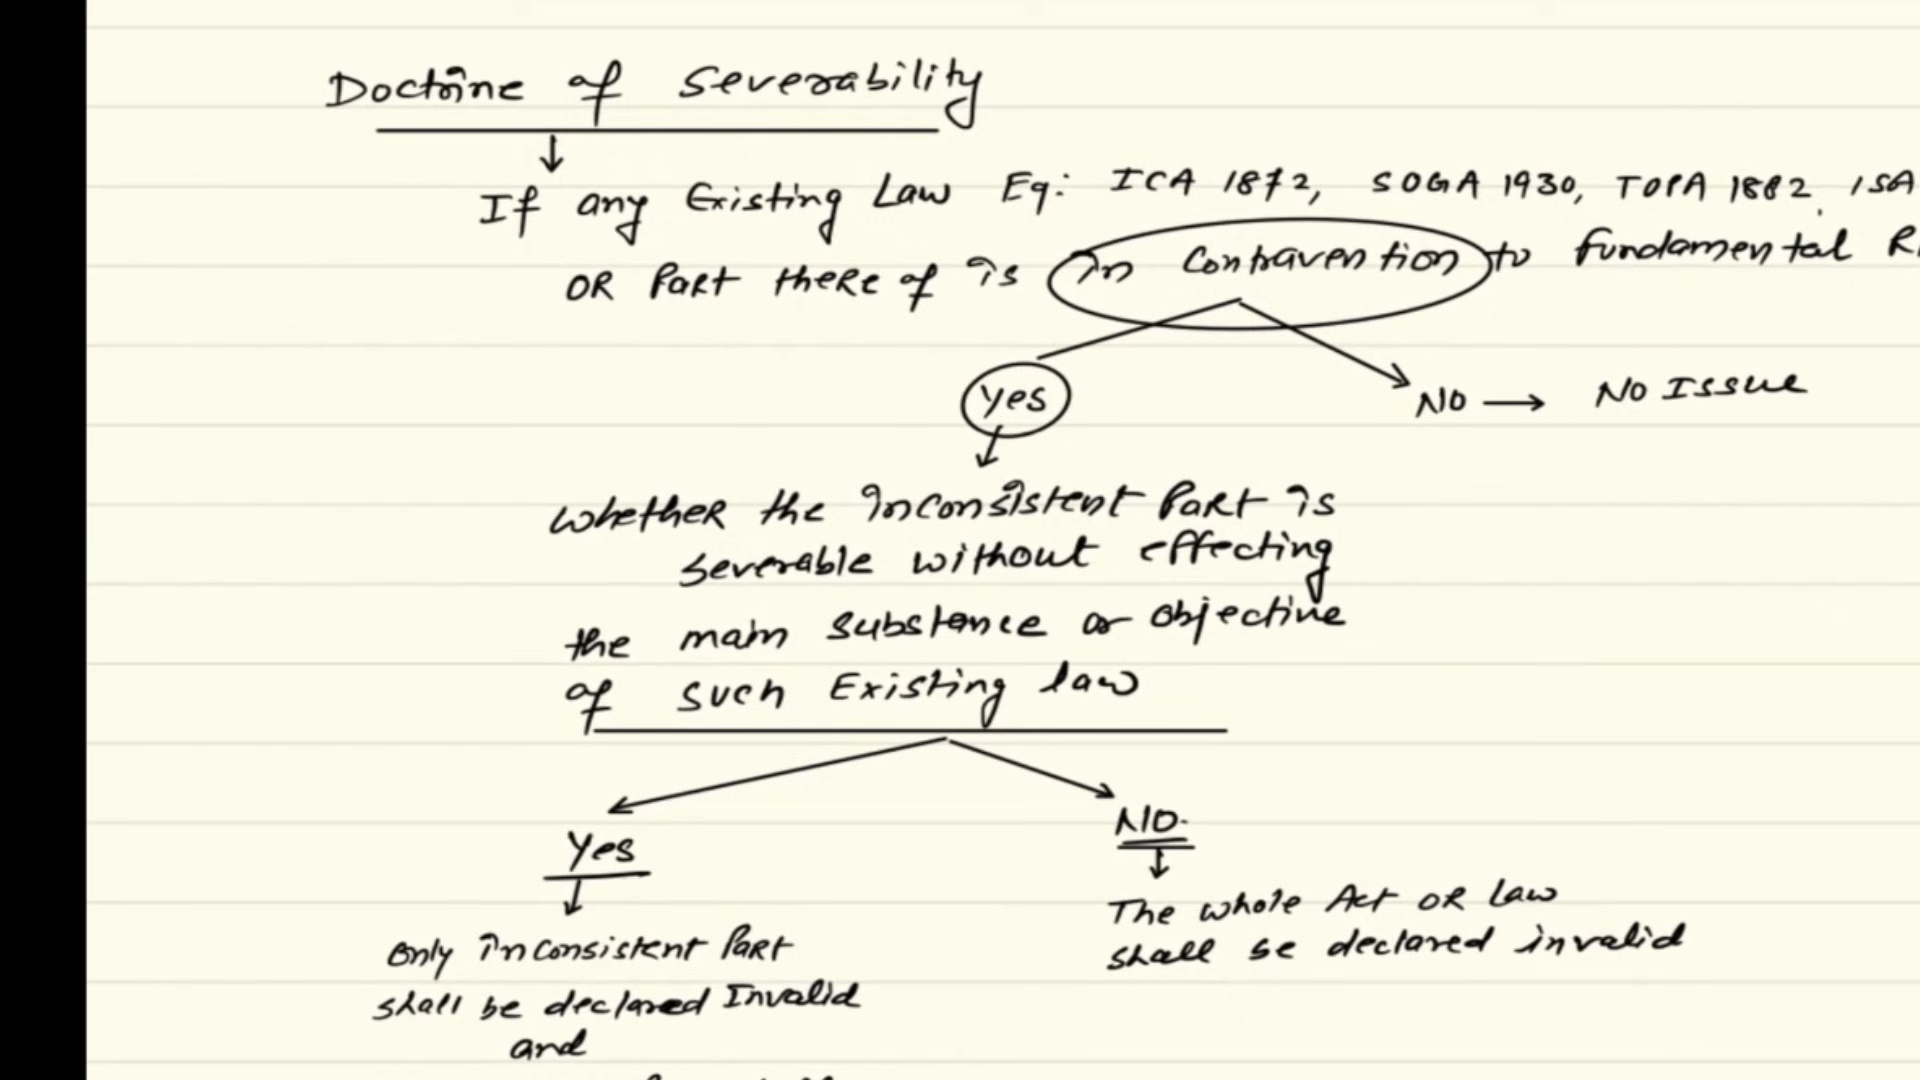 Doctrine of Severability
If any Existing Law Eg: ICA 1872, SOGA 1930, TOPA 1882, ISA
OR Part there of is in Contravention to fundamental
Yes
NO → NO Issue
Whether the inconsistent Part is
severable without effecting
the main substance or objective
of such Existing law
Yes
NO.
The whole Act OR Law
shall be declared invalid
Only inconsistent Part
shall be declared Invalid
and